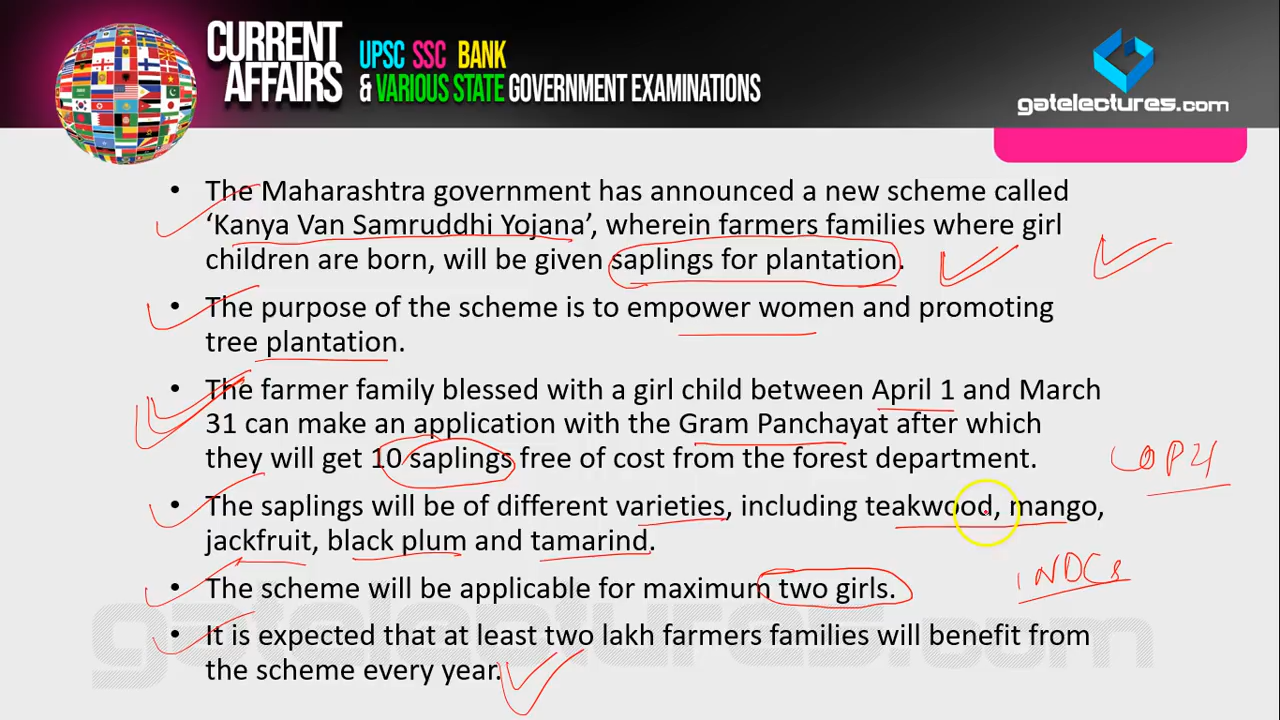 CURRENT
AFFAIRS
UPSC SSC BANK
& VARIOUS STATE GOVERNMENT EXAMINATIONS
gatelectures.com
• The Maharashtra government has announced a new scheme called
‘Kanya Van Samruddhi Yojana’, wherein farmers families where girl
children are born, will be given saplings for plantation.
• The purpose of the scheme is to empower women and promoting
tree plantation.
• The farmer family blessed with a girl child between April 1 and March
31 can make an application with the Gram Panchayat after which
they will get 10 saplings free of cost from the forest department.
• The saplings will be of different varieties, including teakwood, mango,
jackfruit, black plum and tamarind.
• The scheme will be applicable for maximum two girls.
• It is expected that at least two lakh farmers families will benefit from
the scheme every year.
INDCs
gatelectures.com